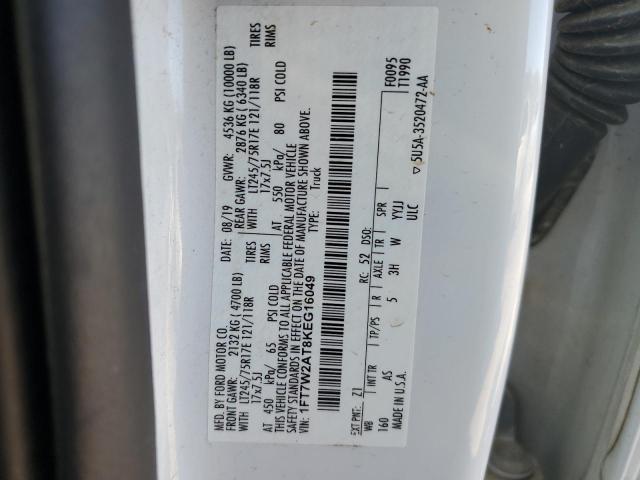 MFD. BY FORD MOTOR CO.
08/19 GVWR: 4536 KG (10000 LB)
FRONT GAWR: 2132 KG ( 4700 LB) REAR GAWR: 2876 KG ( 6340 LB)
WITH LT245/75R17E 121/118R TIRES WITH LT245/75R17E 121/118R TIRES
17x7.5J RIMS 17x7.5J RIMS
AT 450 kPa/ 65 PSI COLD AT 550 kPa/ 80 PSI COLD
THIS VEHICLE CONFORMS TO ALL APPLICABLE FEDERAL MOTOR VEHICLE
SAFETY STANDARDS IN EFFECT ON THE DATE OF MANUFACTURE SHOWN ABOVE.
VIN: 1FT7W2AT8KEG16049 TYPE: Truck
F0095
T1990
EXT PNT: Z1 RC: 52 DSO:
WB INT TR TP/PS R AXLE TR SPR
160 AS 5 3H W YYJJ
MADE IN U.S.A. ULC
5U5A-3520472-AA